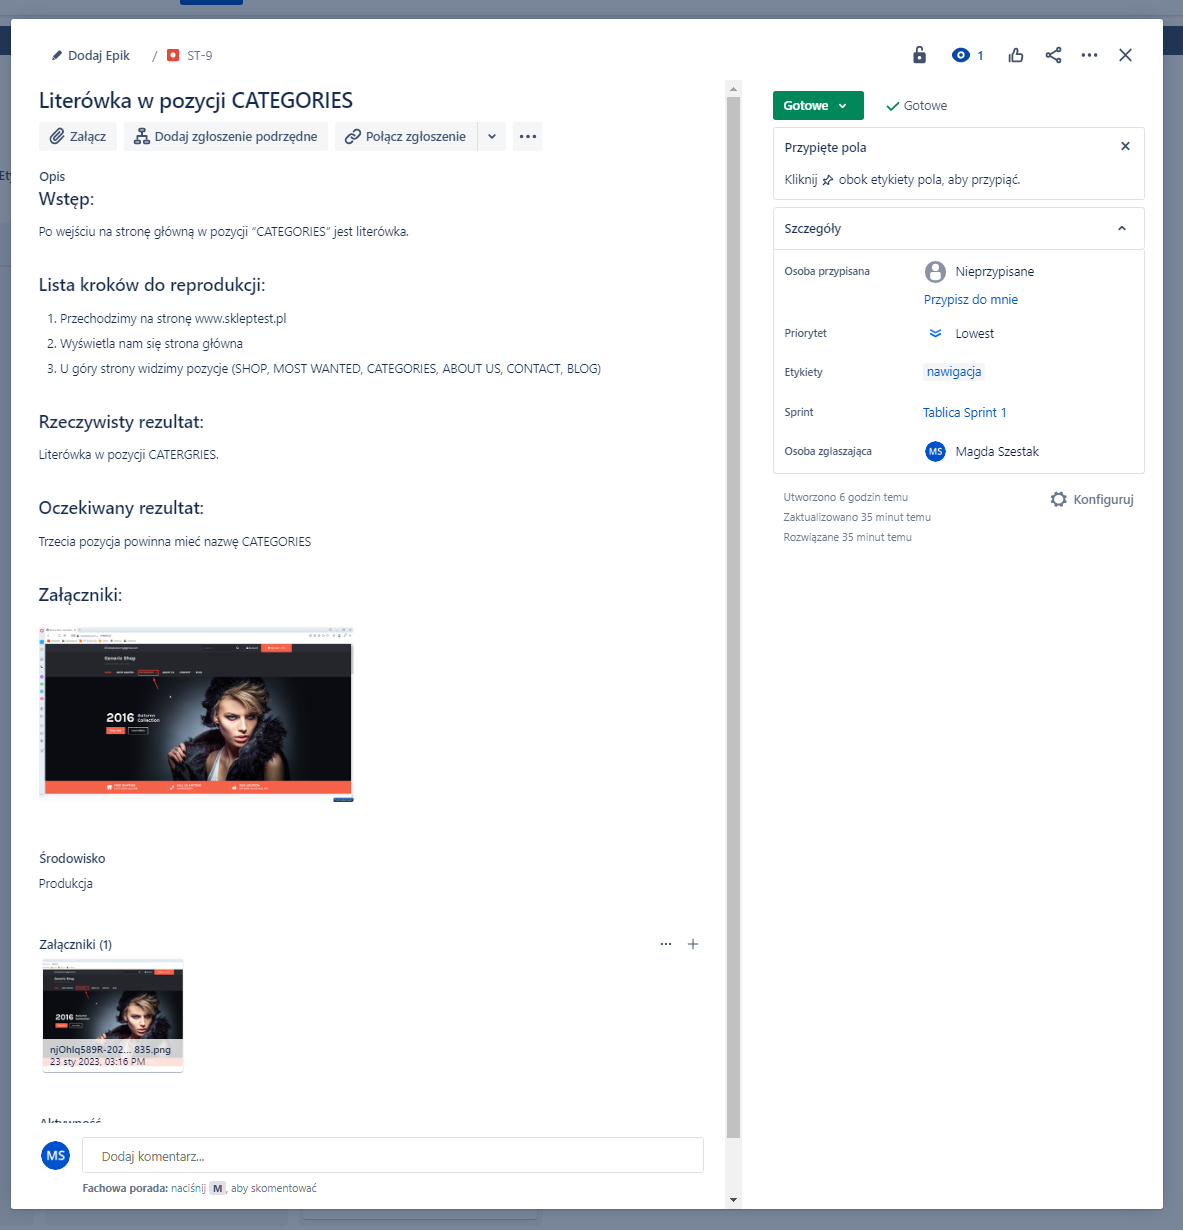 Dodaj Epik / ST-9
1
Literówka w pozycji CATEGORIES
Załącz
Dodaj zgłoszenie podrzędne
Połącz zgłoszenie
Opis
Wstęp:
Po wejściu na stronę główną w pozycji “CATEGORIES” jest literówka.
Lista kroków do reprodukcji:
1. Przechodzimy na stronę www.skleptest.pl
2. Wyświetla nam się strona główna
3. U góry strony widzimy pozycje (SHOP, MOST WANTED, CATEGORIES, ABOUT US, CONTACT, BLOG)
Rzeczywisty rezultat:
Literówka w pozycji CATERGRIES.
Oczekiwany rezultat:
Trzecia pozycja powinna mieć nazwę CATEGORIES
Załączniki:
Generic Shop
2016 Autumn
Collection
Środowisko
Produkcja
Załączniki (1)
2016
njOhlq589R-202... 835.png
23 sty 2023, 03:16 PM
Aktywność
MS
Dodaj komentarz...
Fachowa porada: naciśnij M, aby skomentować
Gotowe
Gotowe
Przypięte pola
Kliknij obok etykiety pola, aby przypiąć.
Szczegóły
Osoba przypisana
Nieprzypisane
Przypisz do mnie
Priorytet
Lowest
Etykiety
nawigacja
Sprint
Tablica Sprint 1
Osoba zgłaszająca
MS
Magda Szestak
Utworzono 6 godzin temu
Zaktualizowano 35 minut temu
Rozwiązane 35 minut temu
Konfiguruj